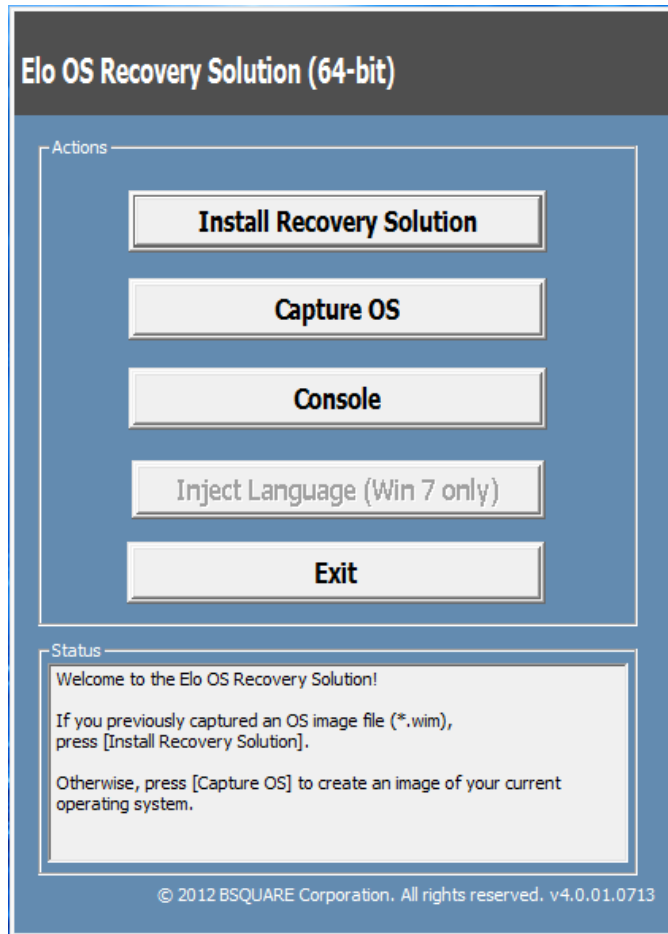 Elo OS Recovery Solution (64-bit)
Actions
Install Recovery Solution
Capture OS
Console
Inject Language (Win 7 only)
Exit
Status
Welcome to the Elo OS Recovery Solution!
If you previously captured an OS image file (*.wim),
press [Install Recovery Solution].
Otherwise, press [Capture OS] to create an image of your current
operating system.
© 2012 BSQUARE Corporation. All rights reserved. v4.0.01.0713